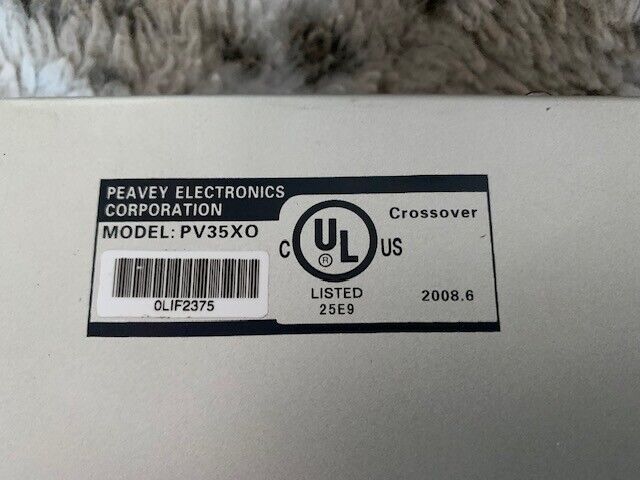 PEAVEY ELECTRONICS
CORPORATION
MODEL: PV35XO
0LIF2375
C UL US
®
LISTED
25E9
Crossover
2008.6